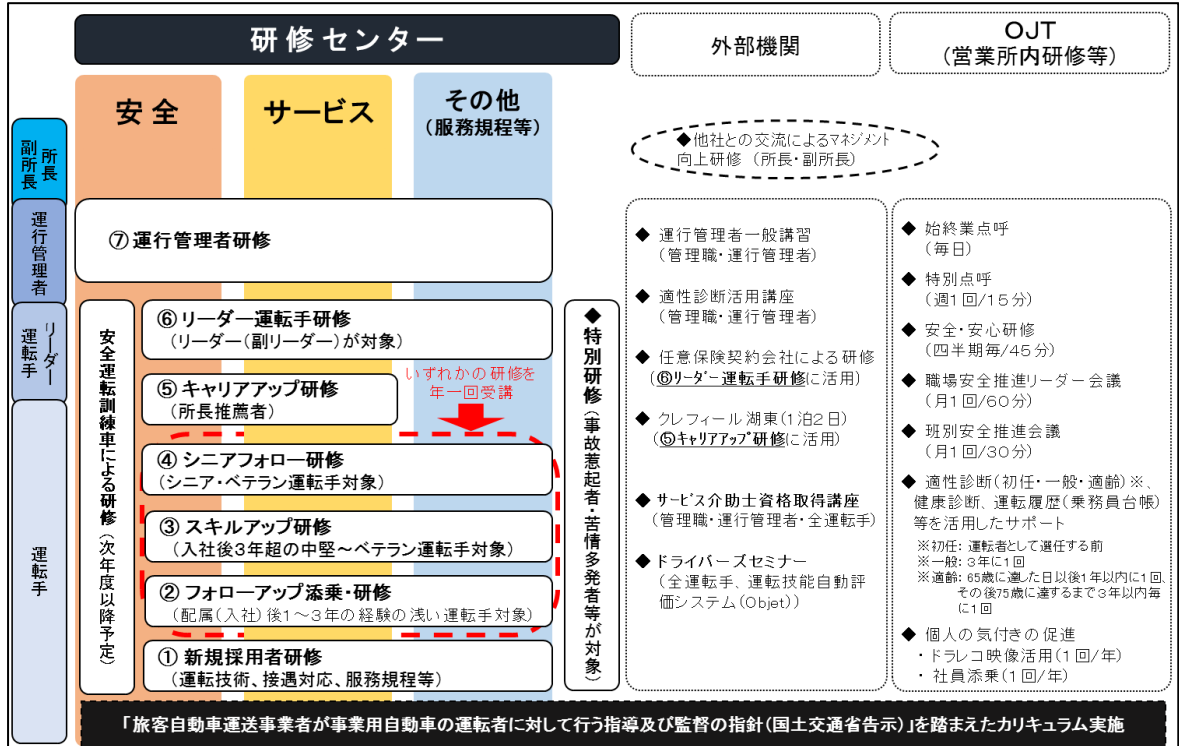 研修センター
外部機関
OJT
(営業所内研修等)
安全
サービス
その他
(服務規程等)
所長
副所長
運行管理者
リーダー
運転手
運転手
⑦運行管理者研修
安全運転訓練車による研修(次年度以降予定)
⑥リーダー運転手研修
(リーダー(副リーダー)が対象)
いずれかの研修を
年一回受講
⑤キャリアアップ研修
(所長推薦者)
④シニアフォロー研修
(シニア・ベテラン運転手対象)
③スキルアップ研修
(入社後3年超の中堅~ベテラン運転手対象)
②フォローアップ添乗・研修
(配属(入社)後1~3年の経験の浅い運転手対象)
①新規採用者研修
(運転技術、接遇対応、服務規程等)
◆特別研修(事故惹起者・苦情多発者等が対象)
◆他社との交流によるマネジメント
向上研修 (所長・副所長)
◆ 運行管理者一般講習
(管理職・運行管理者)
◆ 適性診断活用講座
(管理職・運行管理者)
◆ 任意保険契約会社による研修
(⑥リーダー運転手研修に活用)
◆ クレフィール湖東(1泊2日)
(⑤キャリアアップ研修に活用)
◆ サービス介助士資格取得講座
(管理職・運行管理者・全運転手)
◆ ドライバーズセミナー
(全運転手、運転技能自動評
価システム(Objet))
◆ 始終業点呼
(毎日)
◆ 特別点呼
(週1回/15分)
◆ 安全・安心研修
(四半期毎/45分)
◆ 職場安全推進リーダー会議
(月1回/60分)
◆ 班別安全推進会議
(月1回/30分)
◆ 適性診断(初任・一般・適齢)※、
健康診断、運転履歴(乗務員台帳)
等を活用したサポート
※初任:運転者として選任する前
※一般:3年に1回
※適齢:65歳に達した日以後1年以内に1回、
その後75歳に達するまで3年以内毎
に1回
◆ 個人の気付きの促進
・ドラレコ映像活用(1回/年)
・社員添乗(1回/年)
「旅客自動車運送事業者が事業用自動車の運転者に対して行う指導及び監督の指針(国土交通省告示)」を踏まえたカリキュラム実施